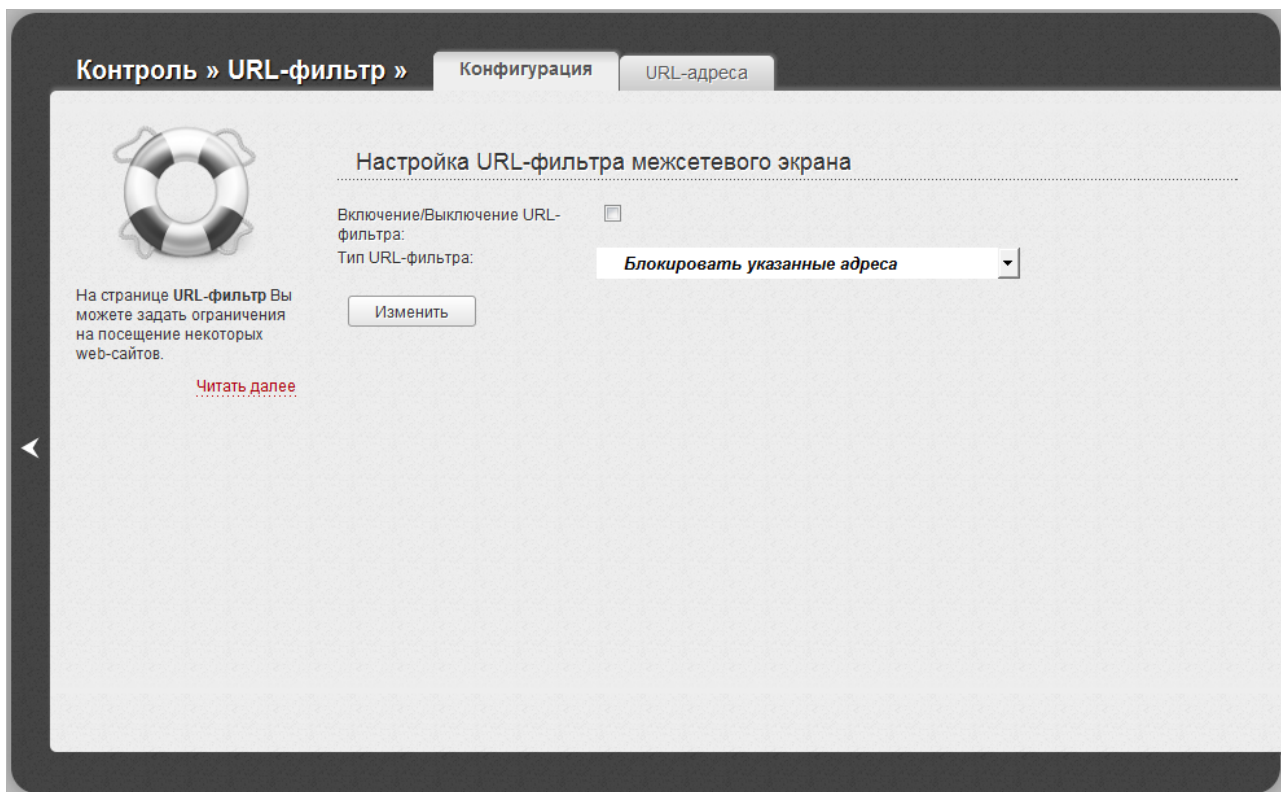 Контроль » URL-фильтр »
Конфигурация
URL-адреса
На странице URL-фильтр Вы
можете задать ограничения
на посещение некоторых
web-сайтов.
Читать далее
Настройка URL-фильтра межсетевого экрана
Включение/Выключение URL-
фильтра:
Тип URL-фильтра:
Блокировать указанные адреса
Изменить